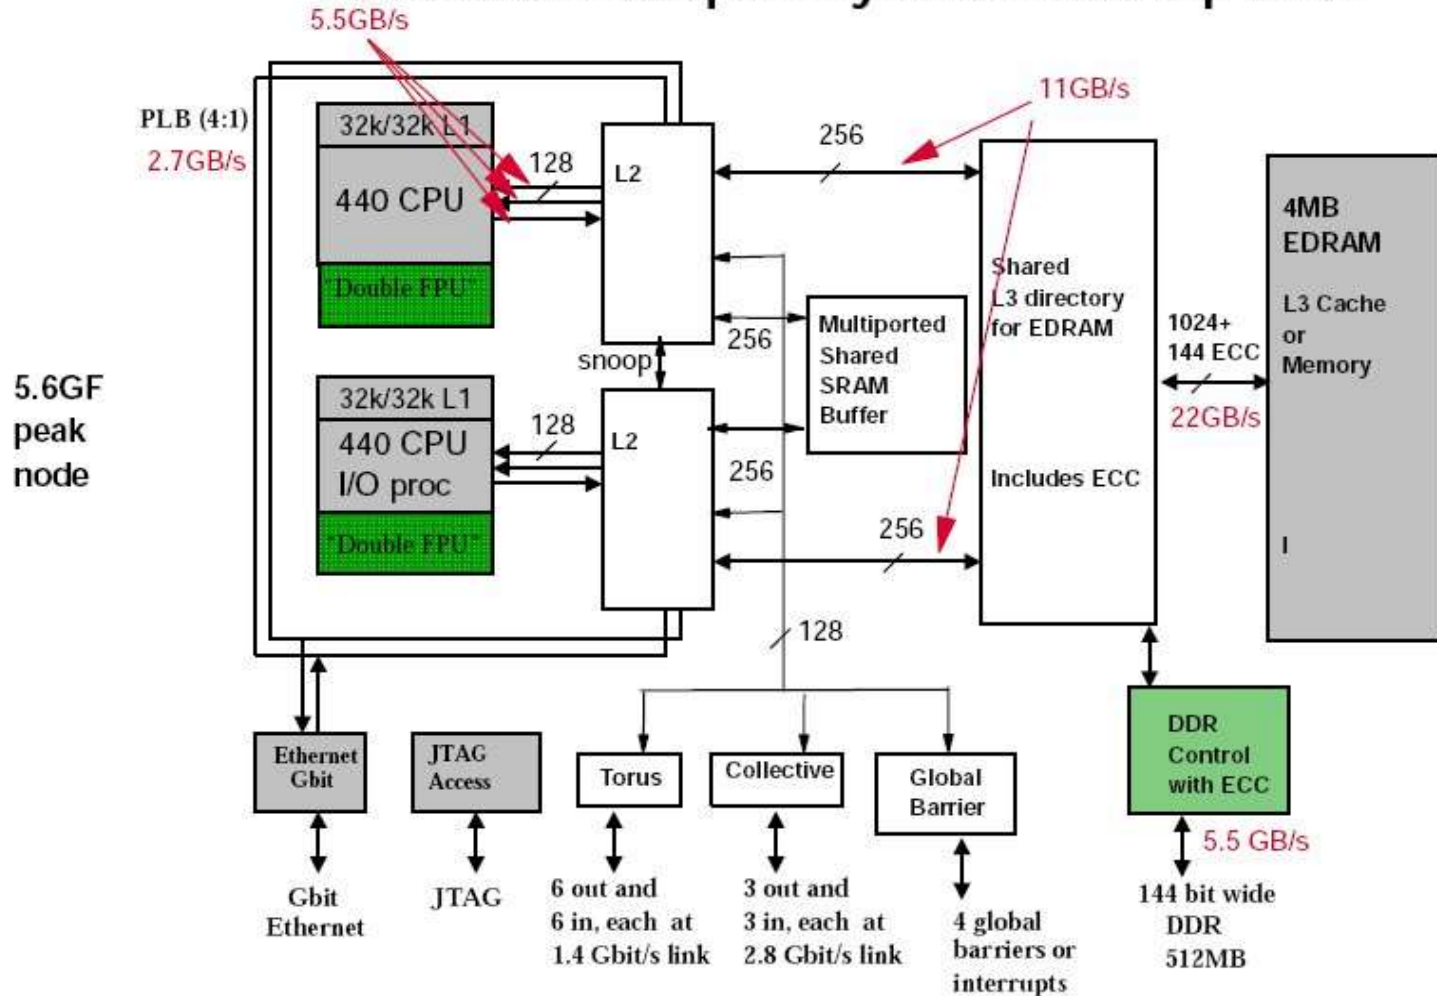 5.5GB/s
PLB (4:1)
2.7GB/s
32k/32k L1
440 CPU
"Double FPU"
128
L2
256
11GB/s
Shared
L3 directory
for EDRAM
Includes ECC
4MB
EDRAM
L3 Cache
or
Memory
I
1024+
144 ECC
22GB/s
256
Multiported
Shared
SRAM
Buffer
snoop
5.6GF
peak
node
32k/32k L1
440 CPU
I/O proc
"Double FPU"
128
L2
256
256
128
Ethernet
Gbit
JTAG
Access
Torus
Collective
Global
Barrier
DDR
Control
with ECC
5.5 GB/s
Gbit
Ethernet
JTAG
6 out and
6 in, each at
1.4 Gbit/s link
3 out and
3 in, each at
2.8 Gbit/s link
4 global
barriers or
interrupts
144 bit wide
DDR
512MB